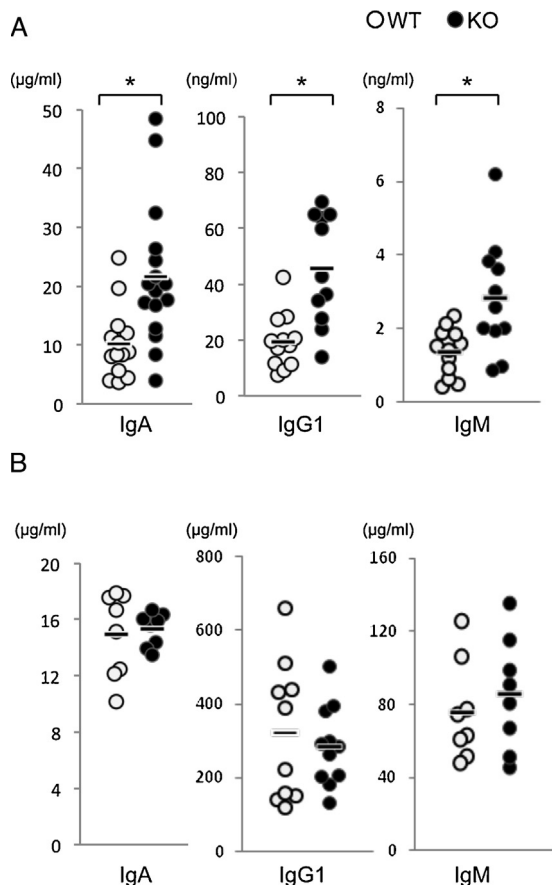 A
WT KO
(µg/ml) (ng/ml) (ng/ml)
* * *
50 100 8
40 80 6
30 60 4
20 40 2
10 20 0
0 0
IgA IgG1 IgM
B
(µg/ml) (µg/ml) (µg/ml)
20 800 160
16 600 120
12 400 80
8 200 40
4 0 0
0
IgA IgG1 IgM